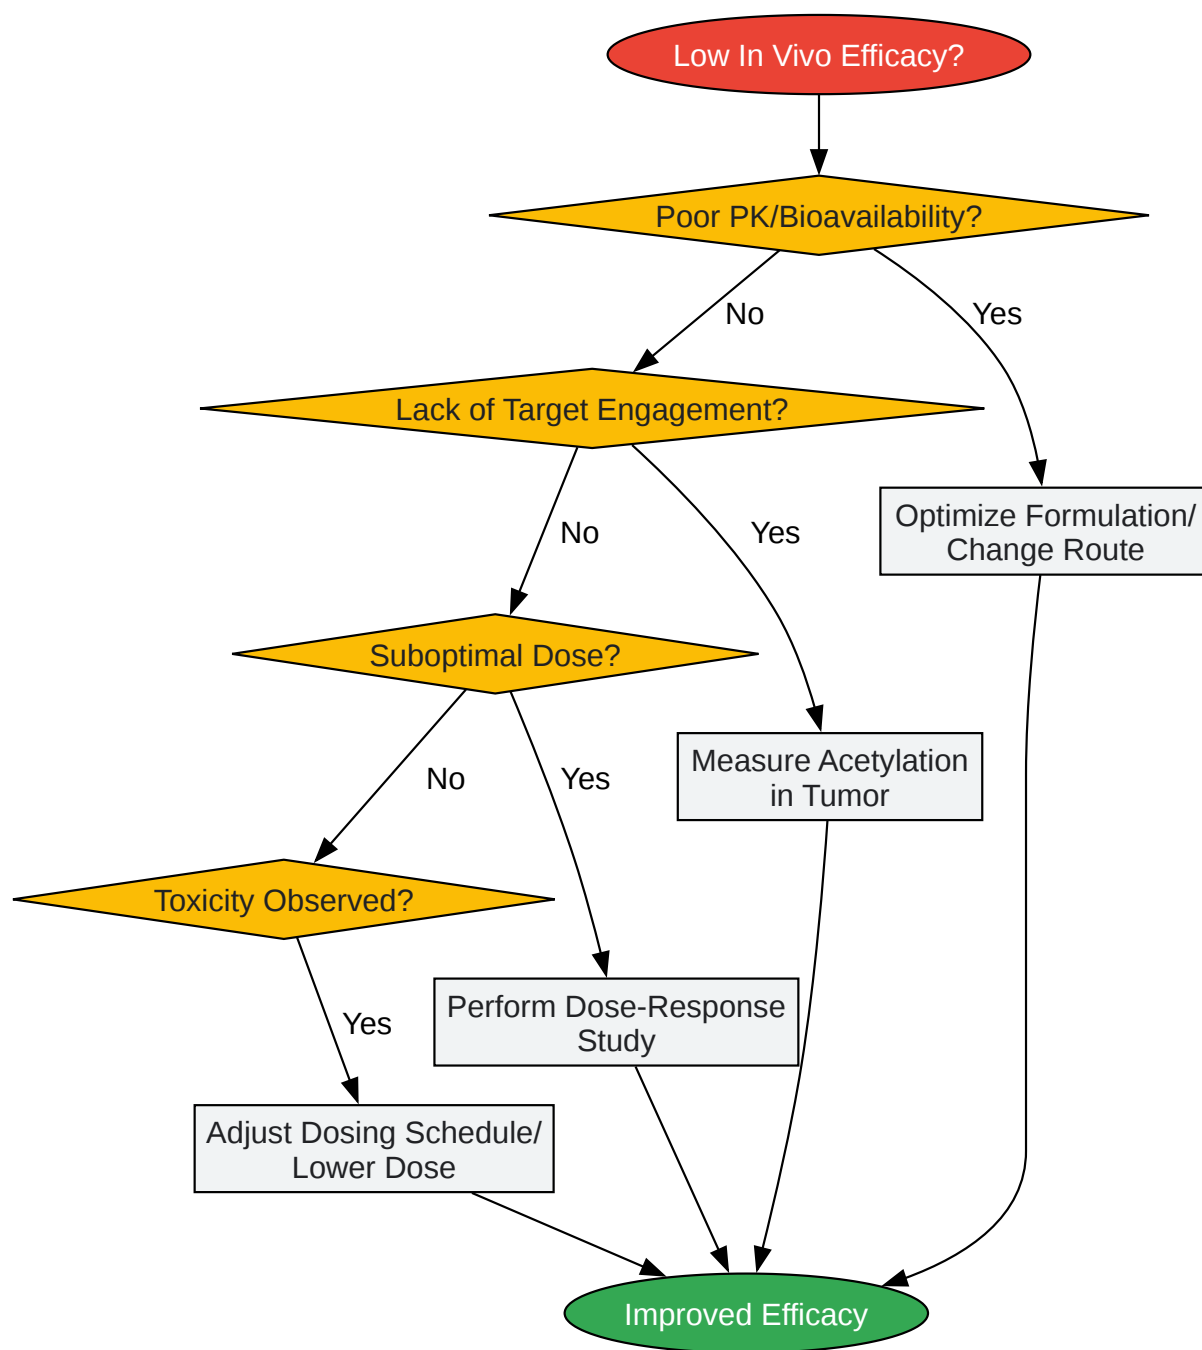 Low In Vivo Efficacy?
Poor PK/Bioavailability?
No
Yes
Lack of Target Engagement?
Optimize Formulation/
Change Route
No
Yes
Suboptimal Dose?
Measure Acetylation
in Tumor
No
Yes
Toxicity Observed?
Perform Dose-Response
Study
Yes
Adjust Dosing Schedule/
Lower Dose
Improved Efficacy